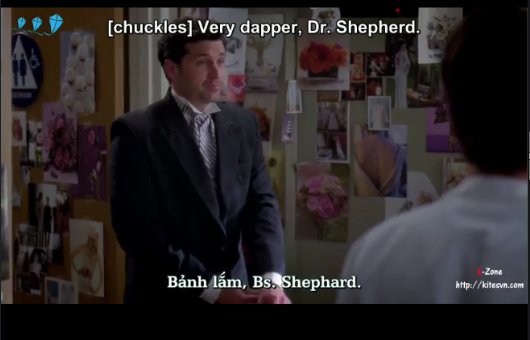 [chuckles] Very dapper, Dr. Shepherd.
Bảnh lắm, Bs. Shephard.
-Zone
http://kitesvn.com